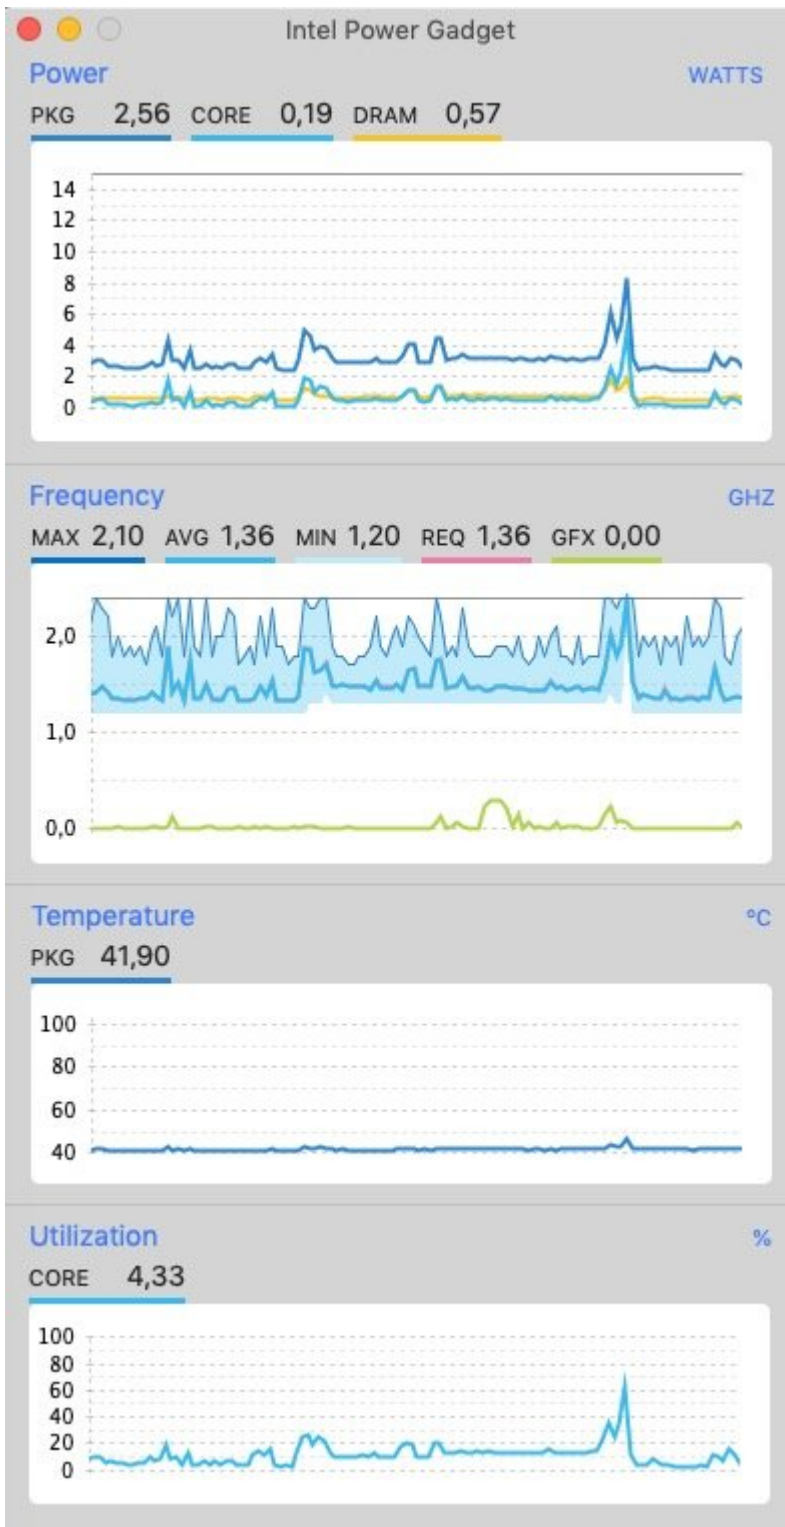 Intel Power Gadget
Power WATTS
PKG 2,56 CORE 0,19 DRAM 0,57
14
12
10
8
6
4
2
0
Frequency GHZ
MAX 2,10 AVG 1,36 MIN 1,20 REQ 1,36 GFX 0,00
2,0
1,0
0,0
Temperature ºC
PKG 41,90
100
80
60
40
Utilization %
CORE 4,33
100
80
60
40
20
0